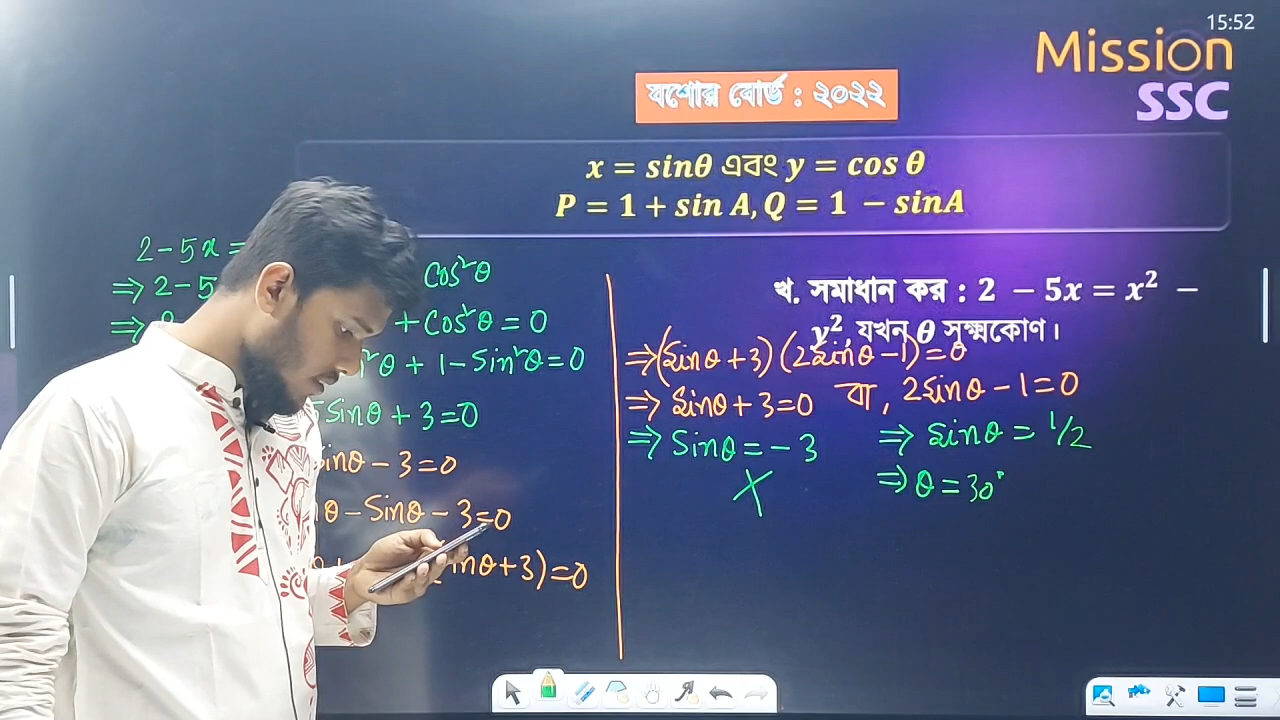 15:52
Mission
SSC
যশোর বোর্ড : ২০২২
x = sinθ এবং y = cos θ
P = 1 + sin A, Q = 1 − sinA
খ. সমাধান কর : 2 − 5x = x² −
y², যখন θ সূক্ষ্মকোণ।
2-5x =
⇒ 2-5 cos²θ
⇒ + cos²θ = 0
²θ + 1 - sin²θ = 0
5sinθ + 3 = 0
sinθ - 3 = 0
θ - sinθ - 3 = 0
inθ+3) = 0
⇒ (sinθ + 3) (2sinθ - 1) = 0
⇒ sinθ + 3 = 0 বা, 2sinθ - 1 = 0
⇒ sinθ = - 3 ⇒ sinθ = 1/2
X ⇒ θ = 30°